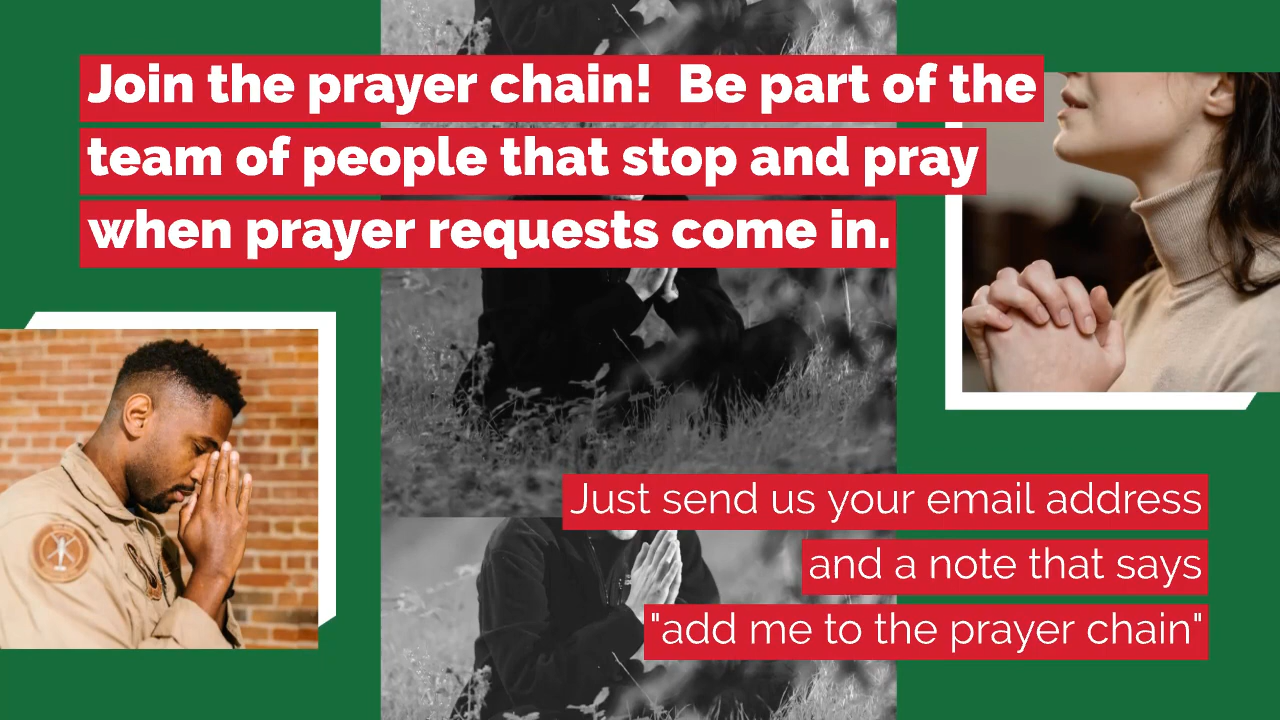 Join the prayer chain!  Be part of the
team of people that stop and pray
when prayer requests come in.
Just send us your email address
and a note that says
"add me to the prayer chain"